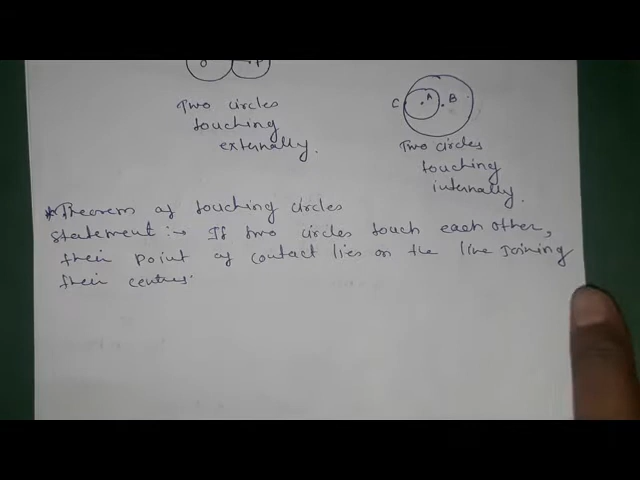 O P
Two circles
touching
externally.
C A B
Two circles
touching
internally.
*Theorem of touching circles
Statement :→ If two circles touch each other,
their point of contact lies on the line Joining
their centres.